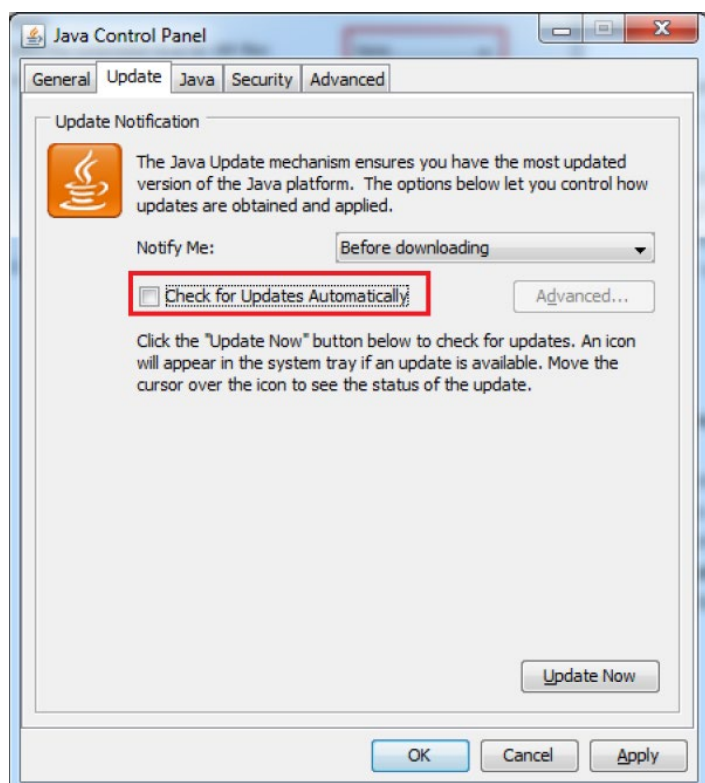 Java Control Panel
General Update Java Security Advanced
Update Notification
The Java Update mechanism ensures you have the most updated
version of the Java platform. The options below let you control how
updates are obtained and applied.
Notify Me: Before downloading
Check for Updates Automatically Advanced...
Click the "Update Now" button below to check for updates. An icon
will appear in the system tray if an update is available. Move the
cursor over the icon to see the status of the update.
Update Now
OK Cancel Apply